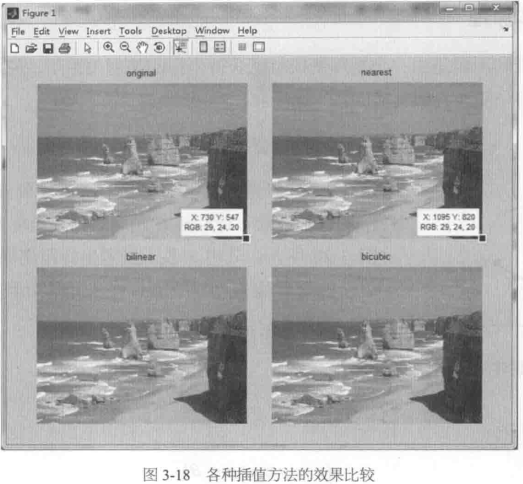 Figure 1
File Edit View Insert Tools Desktop Window Help
original
nearest
X: 730 Y: 547
RGB: 29, 24, 20
X: 1095 Y: 820
RGB: 29, 24, 20
bilinear
bicubic
图 3-18 各种插值方法的效果比较